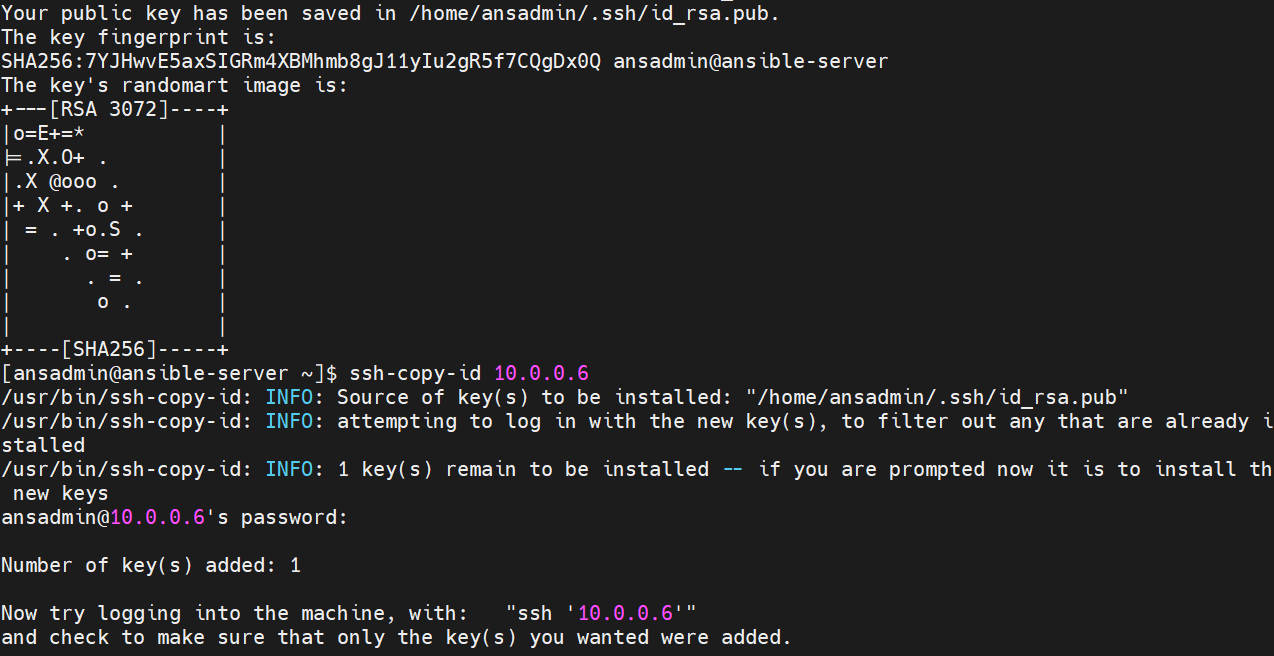 Your public key has been saved in /home/ansadmin/.ssh/id_rsa.pub.
The key fingerprint is:
SHA256:7YJHwvE5axSIGRm4XBMhmb8gJ11yIu2gR5f7CQgDx0Q ansadmin@ansible-server
The key's randomart image is:
+---[RSA 3072]----+
|o=E+=*           |
|=.X.O+ .         |
|.X @ooo .        |
|+ X +. o +       |
| = . +o.S .      |
|    . o= +       |
|      . = .      |
|       o .       |
|                 |
+----[SHA256]-----+
[ansadmin@ansible-server ~]$ ssh-copy-id 10.0.0.6
/usr/bin/ssh-copy-id: INFO: Source of key(s) to be installed: "/home/ansadmin/.ssh/id_rsa.pub"
/usr/bin/ssh-copy-id: INFO: attempting to log in with the new key(s), to filter out any that are already i
stalled
/usr/bin/ssh-copy-id: INFO: 1 key(s) remain to be installed -- if you are prompted now it is to install th
 new keys
ansadmin@10.0.0.6's password:
Number of key(s) added: 1
Now try logging into the machine, with:   "ssh '10.0.0.6'"
and check to make sure that only the key(s) you wanted were added.